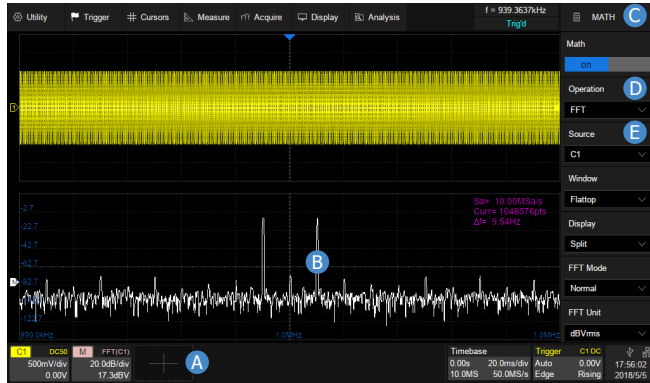 Utility
Trigger
Cursors
Measure
Acquire
Display
Analysis
f = 939.3637kHz
Trig'd
MATH
C
Math
on
Operation
D
FFT
Source
E
C1
Window
Flattop
Display
Split
FFT Mode
Normal
FFT Unit
dBVrms
Sa= 10.00MSa/s
Curr= 1048576pts
Δf= 9.54Hz
-2.7
-22.7
-42.7
-62.7
-82.7
-122.7
B
990.0kHz
1.0MHz
1.0MHz
C1 DC50
500mV/div
0.00V
M FFT(C1)
20.0dB/div
17.3dBV
A
Timebase
0.00s 20.0ms/div
10.0MS 50.0MS/s
Trigger C1 DC
Auto 0.00V
Edge Rising
17:56:02
2018/5/5